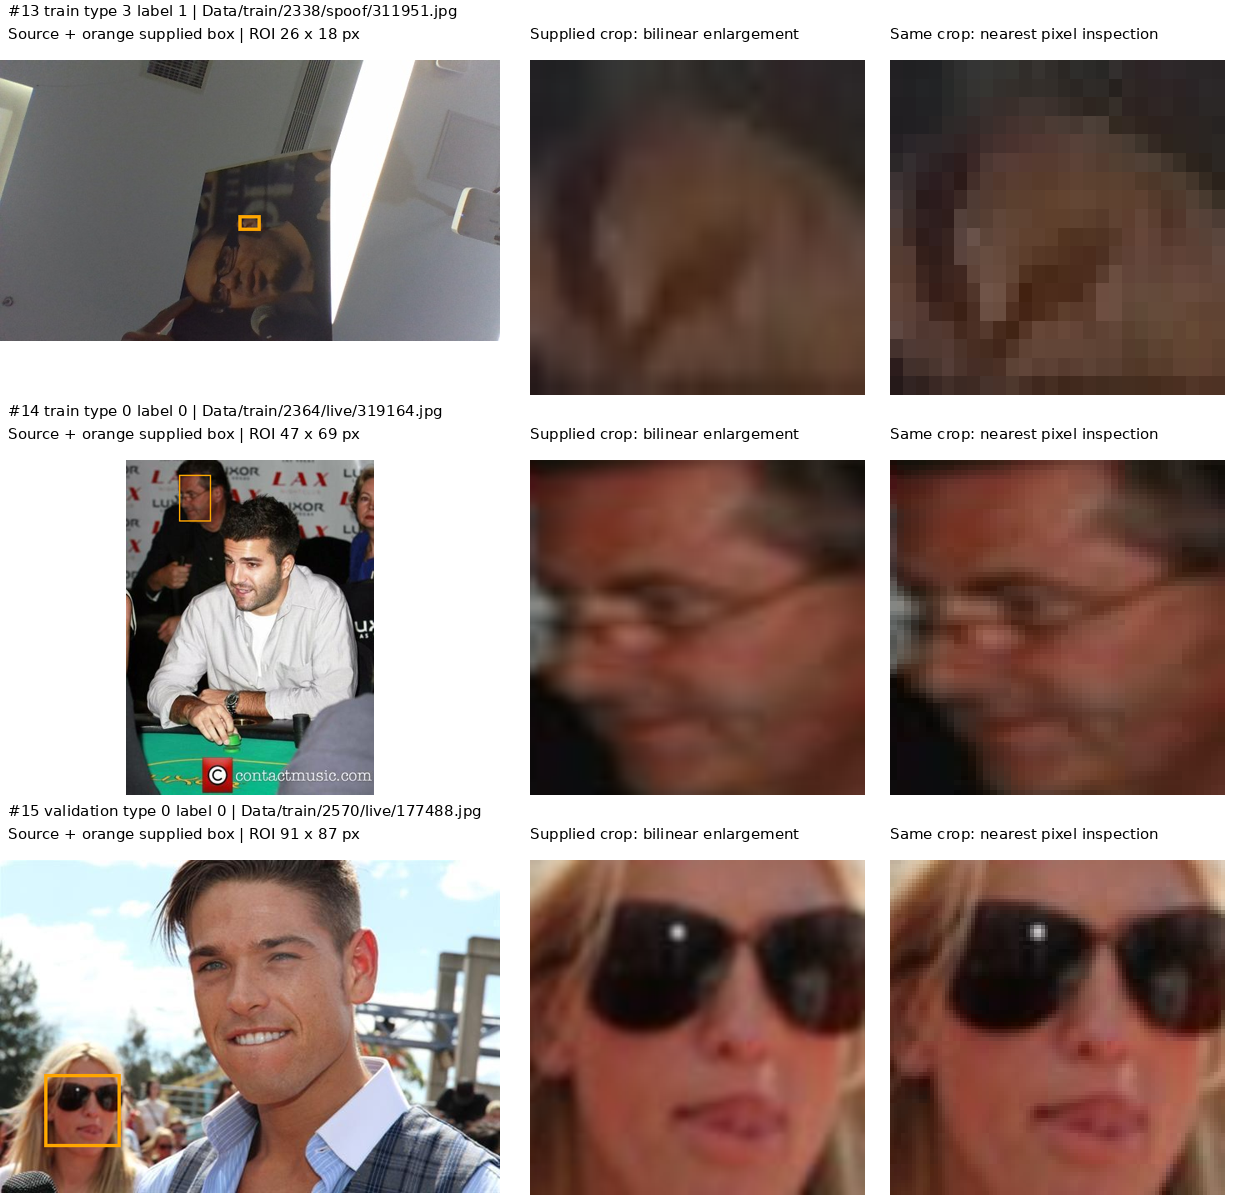 #13 train type 3 label 1 | Data/train/2338/spoof/311951.jpg
Source + orange supplied box | ROI 26 x 18 px
Supplied crop: bilinear enlargement
Same crop: nearest pixel inspection
#14 train type 0 label 0 | Data/train/2364/live/319164.jpg
Source + orange supplied box | ROI 47 x 69 px
Supplied crop: bilinear enlargement
Same crop: nearest pixel inspection
LUXOR
LAX
LAX
UXOR
C contactmusic.com
#15 validation type 0 label 0 | Data/train/2570/live/177488.jpg
Source + orange supplied box | ROI 91 x 87 px
Supplied crop: bilinear enlargement
Same crop: nearest pixel inspection